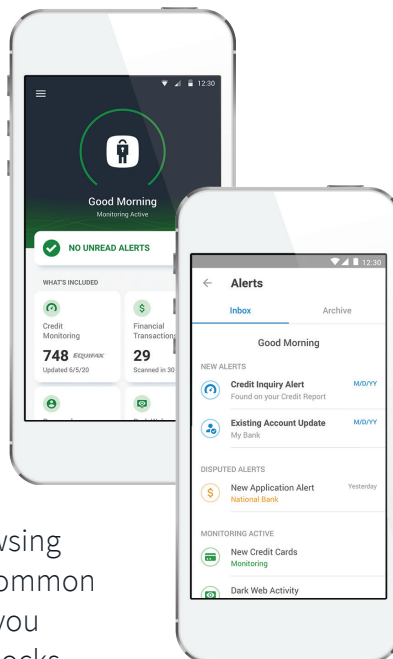 12:30
Good Morning
Monitoring Active
NO UNREAD ALERTS
WHAT'S INCLUDED
Credit
Monitoring
748 EQUIFAX
Updated 6/5/20
Financial
Transaction
29
Scanned in 30
12:30
Alerts
Inbox Archive
Good Morning
NEW ALERTS
Credit Inquiry Alert M/D/YY
Found on your Credit Report
Existing Account Update M/D/YY
My Bank
DISPUTED ALERTS
New Application Alert Yesterday
National Bank
MONITORING ACTIVE
New Credit Cards
Monitoring
Dark Web Activity
wsing
ommon
you
ocks